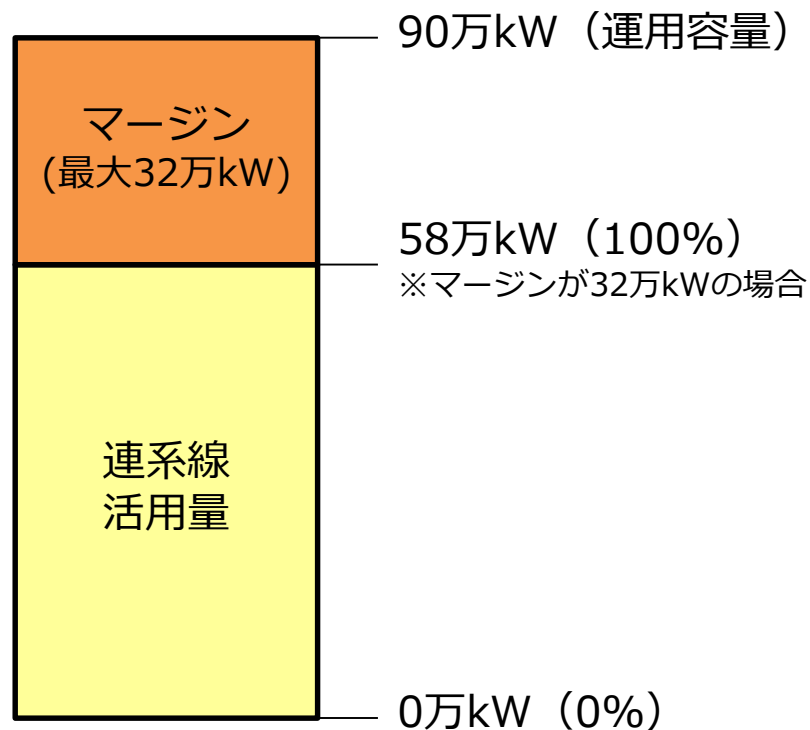 90万kW（運用容量）
マージン
(最大32万kW)
58万kW（100%）
※マージンが32万kWの場合
連系線
活用量
0万kW（0%）